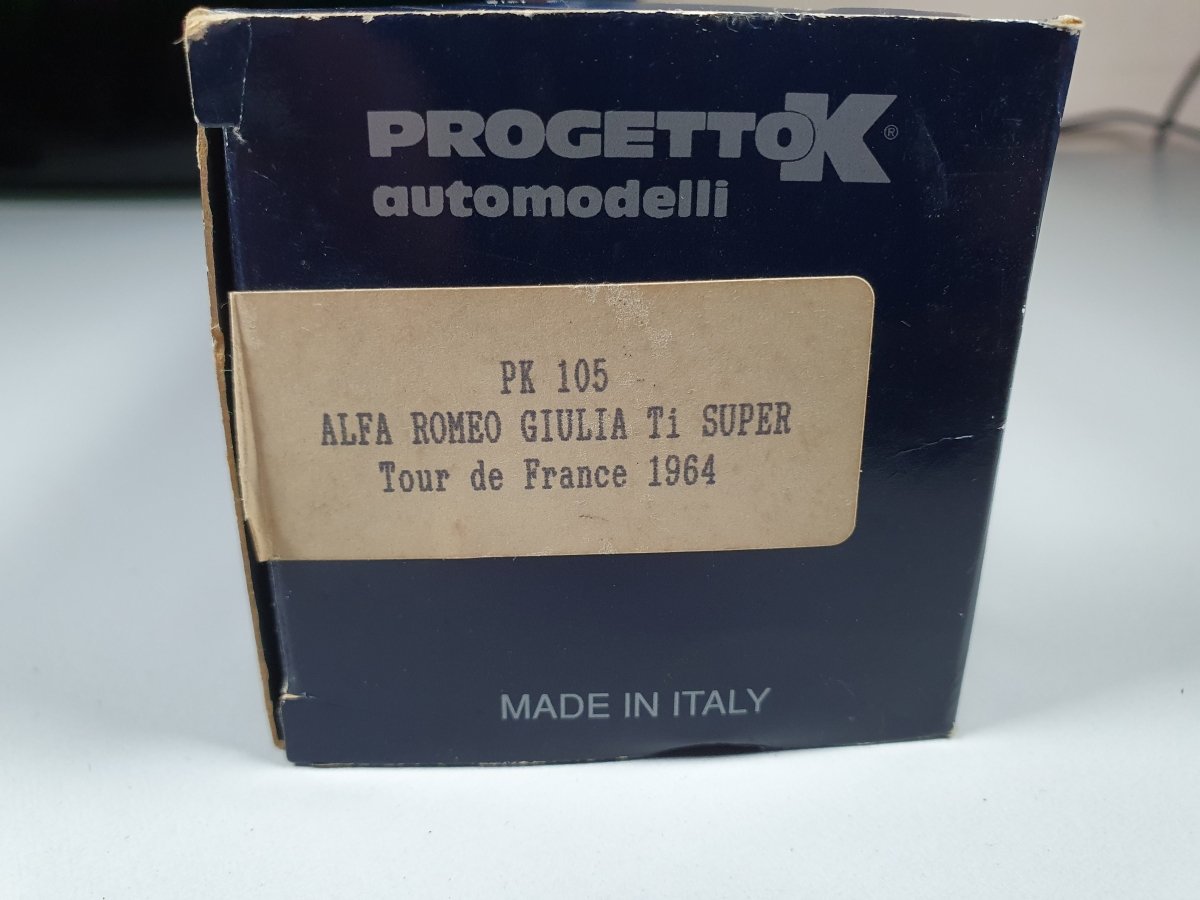 PROGETTOK®
automodelli
PK 105
ALFA ROMEO GIULIA Ti SUPER
Tour de France 1964
MADE IN ITALY